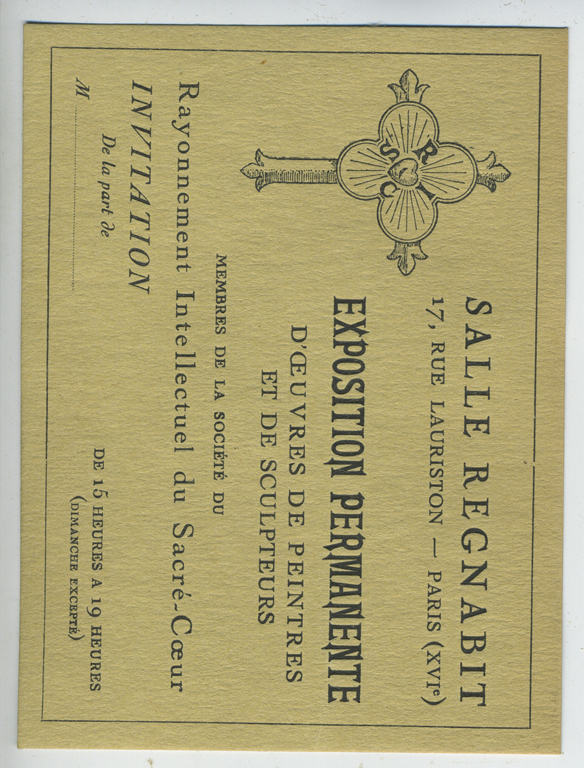 SALLE REGNABIT
17, RUE LAURISTON — PARIS (XVIe)
R I S C
EXPOSITION PERMANENTE
D'ŒUVRES DE PEINTRES
ET DE SCULPTEURS
MEMBRES DE LA SOCIÉTÉ DU
Rayonnement Intellectuel du Sacré-Cœur
INVITATION
De la part de
M
DE 15 HEURES A 19 HEURES
(DIMANCHE EXCEPTÉ)